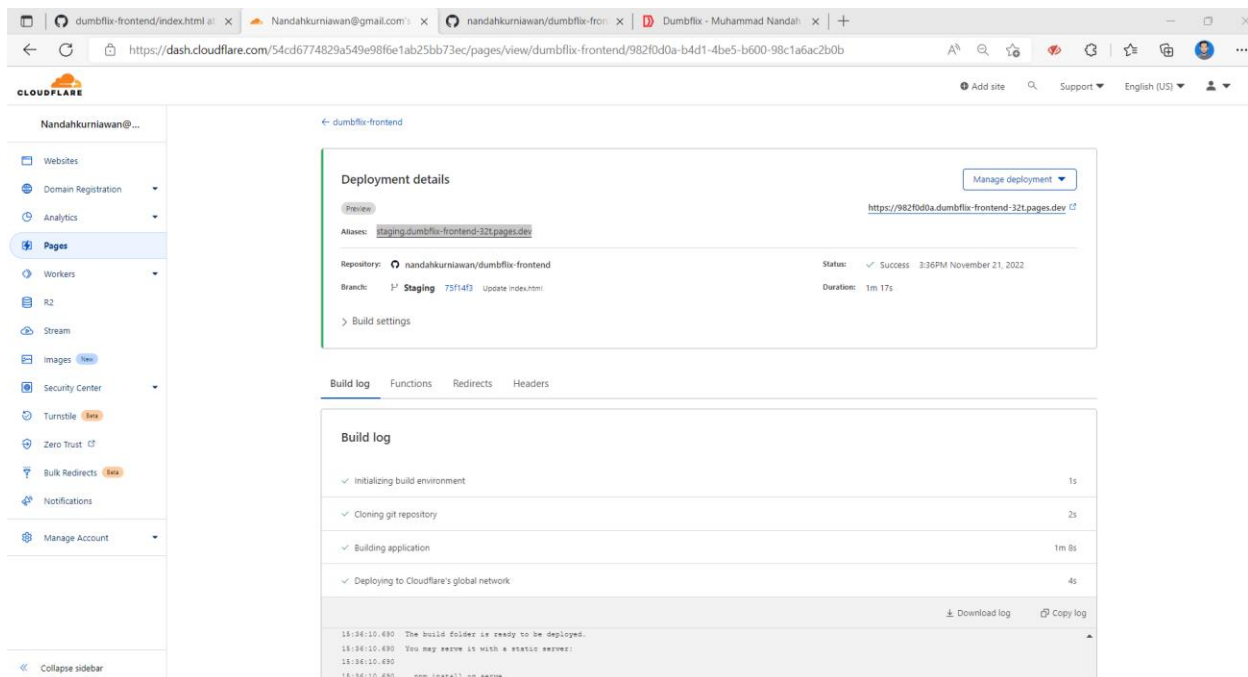 dumbflix-frontend/index.html at
Nandahkurniawan@gmail.com's
nandahkurniawan/dumbflix-fron
Dumbflix - Muhammad Nandah
https://dash.cloudflare.com/54cd6774829a549e98f6e1ab25bb73ec/pages/view/dumbflix-frontend/982f0d0a-b4d1-4be5-b600-98c1a6ac2b0b
CLOUDFLARE
Add site
Support
English (US)
Nandahkurniawan@...
Websites
Domain Registration
Analytics
Pages
Workers
R2
Stream
Images New
Security Center
Turnstile Beta
Zero Trust
Bulk Redirects Beta
Notifications
Manage Account
Collapse sidebar
← dumbflix-frontend
Deployment details
Manage deployment
Preview
https://982f0d0a.dumbflix-frontend-32t.pages.dev
Aliases: staging.dumbflix-frontend-32t.pages.dev
Repository: nandahkurniawan/dumbflix-frontend
Status: Success 3:36PM November 21, 2022
Branch: Staging 75f14f3 Update index.html
Duration: 1m 17s
Build settings
Build log Functions Redirects Headers
Build log
Initializing build environment 1s
Cloning git repository 2s
Building application 1m 8s
Deploying to Cloudflare's global network 4s
Download log Copy log
15:36:10.690 The build folder is ready to be deployed.
15:36:10.690 You may serve it with a static server:
15:36:10.690
15:36:10.690 npm install -g serve